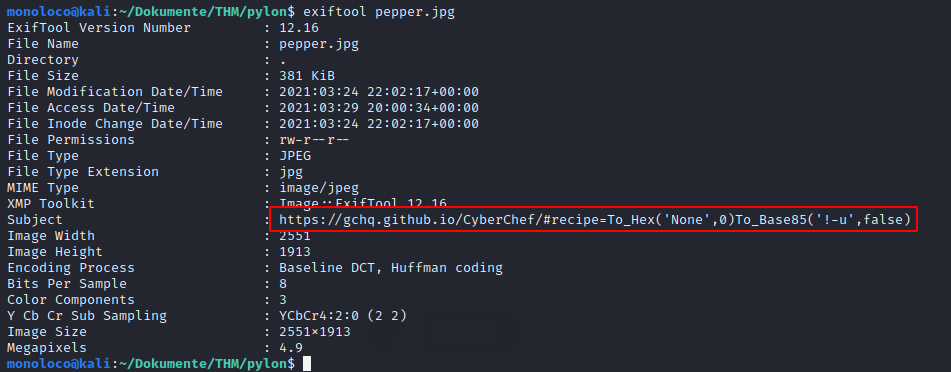 monoloco@kali:~/Dokumente/THM/pylon$ exiftool pepper.jpg
ExifTool Version Number : 12.16
File Name : pepper.jpg
Directory : .
File Size : 381 KiB
File Modification Date/Time : 2021:03:24 22:02:17+00:00
File Access Date/Time : 2021:03:29 20:00:34+00:00
File Inode Change Date/Time : 2021:03:24 22:02:17+00:00
File Permissions : rw-r--r--
File Type : JPEG
File Type Extension : jpg
MIME Type : image/jpeg
XMP Toolkit : Image::ExifTool 12.16
Subject : https://gchq.github.io/CyberChef/#recipe=To_Hex('None',0)To_Base85('!-u',false)
Image Width : 2551
Image Height : 1913
Encoding Process : Baseline DCT, Huffman coding
Bits Per Sample : 8
Color Components : 3
Y Cb Cr Sub Sampling : YCbCr4:2:0 (2 2)
Image Size : 2551×1913
Megapixels : 4.9
monoloco@kali:~/Dokumente/THM/pylon$